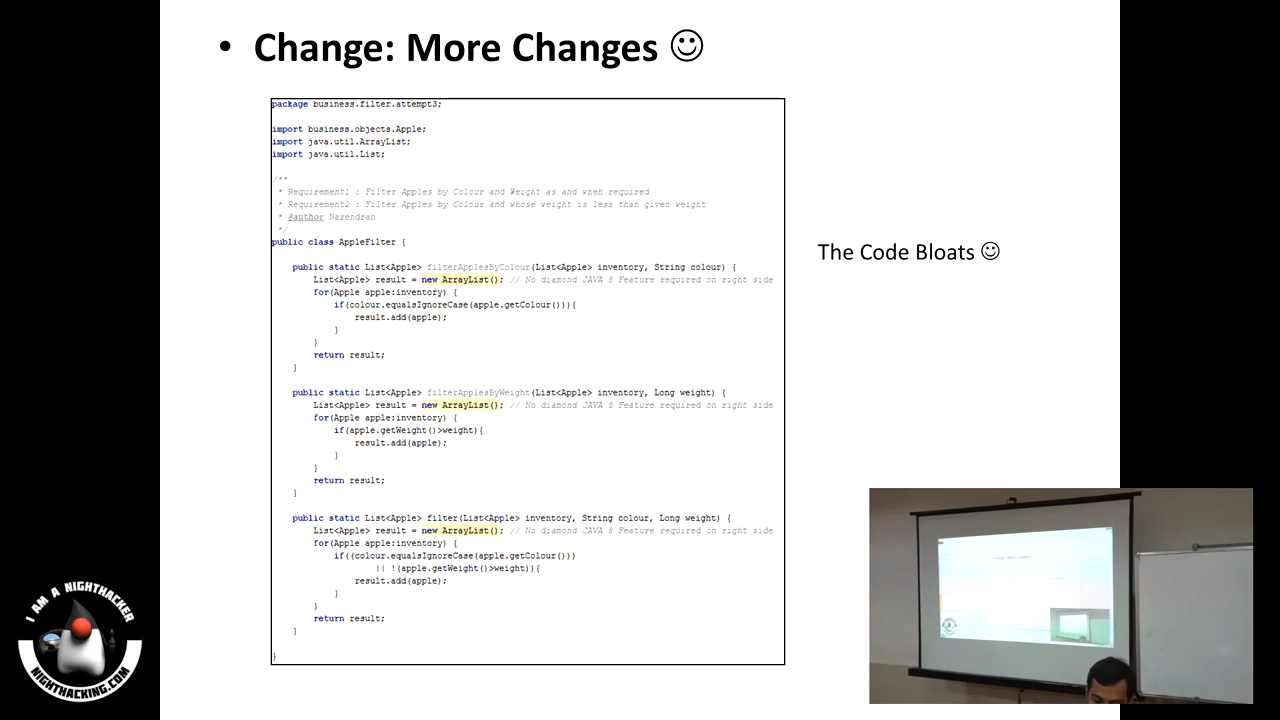 • Change: More Changes ☺
package business.filter.attempt3;
import business.objects.Apple;
import java.util.ArrayList;
import java.util.List;
/**
* Requirement1 : Filter Apples by Colour and Weight as and when required
* Requirement2 : Filter Apples by Colour and whose weight is less than given weight
* @author Narendran
*/
public class AppleFilter {
public static List<Apple> filterApplesByColour(List<Apple> inventory, String colour) {
List<Apple> result = new ArrayList(); // No diamond JAVA 8 Feature required on right side
for(Apple apple:inventory) {
if(colour.equalsIgnoreCase(apple.getColour())){
result.add(apple);
}
}
return result;
}
public static List<Apple> filterApplesByWeight(List<Apple> inventory, Long weight) {
List<Apple> result = new ArrayList(); // No diamond JAVA 8 Feature required on right side
for(Apple apple:inventory) {
if(apple.getWeight()>weight){
result.add(apple);
}
}
return result;
}
public static List<Apple> filter(List<Apple> inventory, String colour, Long weight) {
List<Apple> result = new ArrayList(); // No diamond JAVA 8 Feature required on right side
for(Apple apple:inventory) {
if((colour.equalsIgnoreCase(apple.getColour()))
|| !(apple.getWeight()>weight)){
result.add(apple);
}
}
return result;
}
}
The Code Bloats ☺
I AM A NIGHTHACKER
NIGHTHACKING.COM